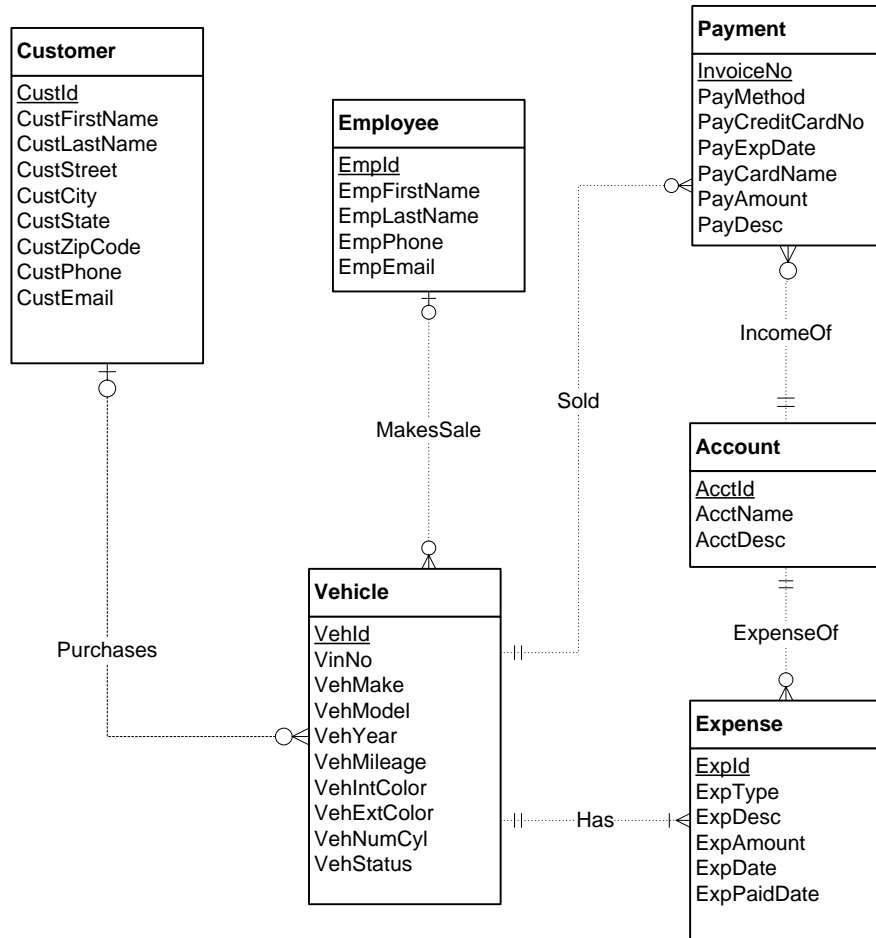 Customer
CustId
CustFirstName
CustLastName
CustStreet
CustCity
CustState
CustZipCode
CustPhone
CustEmail
Employee
EmpId
EmpFirstName
EmpLastName
EmpPhone
EmpEmail
Payment
InvoiceNo
PayMethod
PayCreditCardNo
PayExpDate
PayCardName
PayAmount
PayDesc
IncomeOf
Sold
MakesSale
Account
AcctId
AcctName
AcctDesc
ExpenseOf
Purchases
Vehicle
VehId
VinNo
VehMake
VehModel
VehYear
VehMileage
VehIntColor
VehExtColor
VehNumCyl
VehStatus
Has
Expense
ExpId
ExpType
ExpDesc
ExpAmount
ExpDate
ExpPaidDate